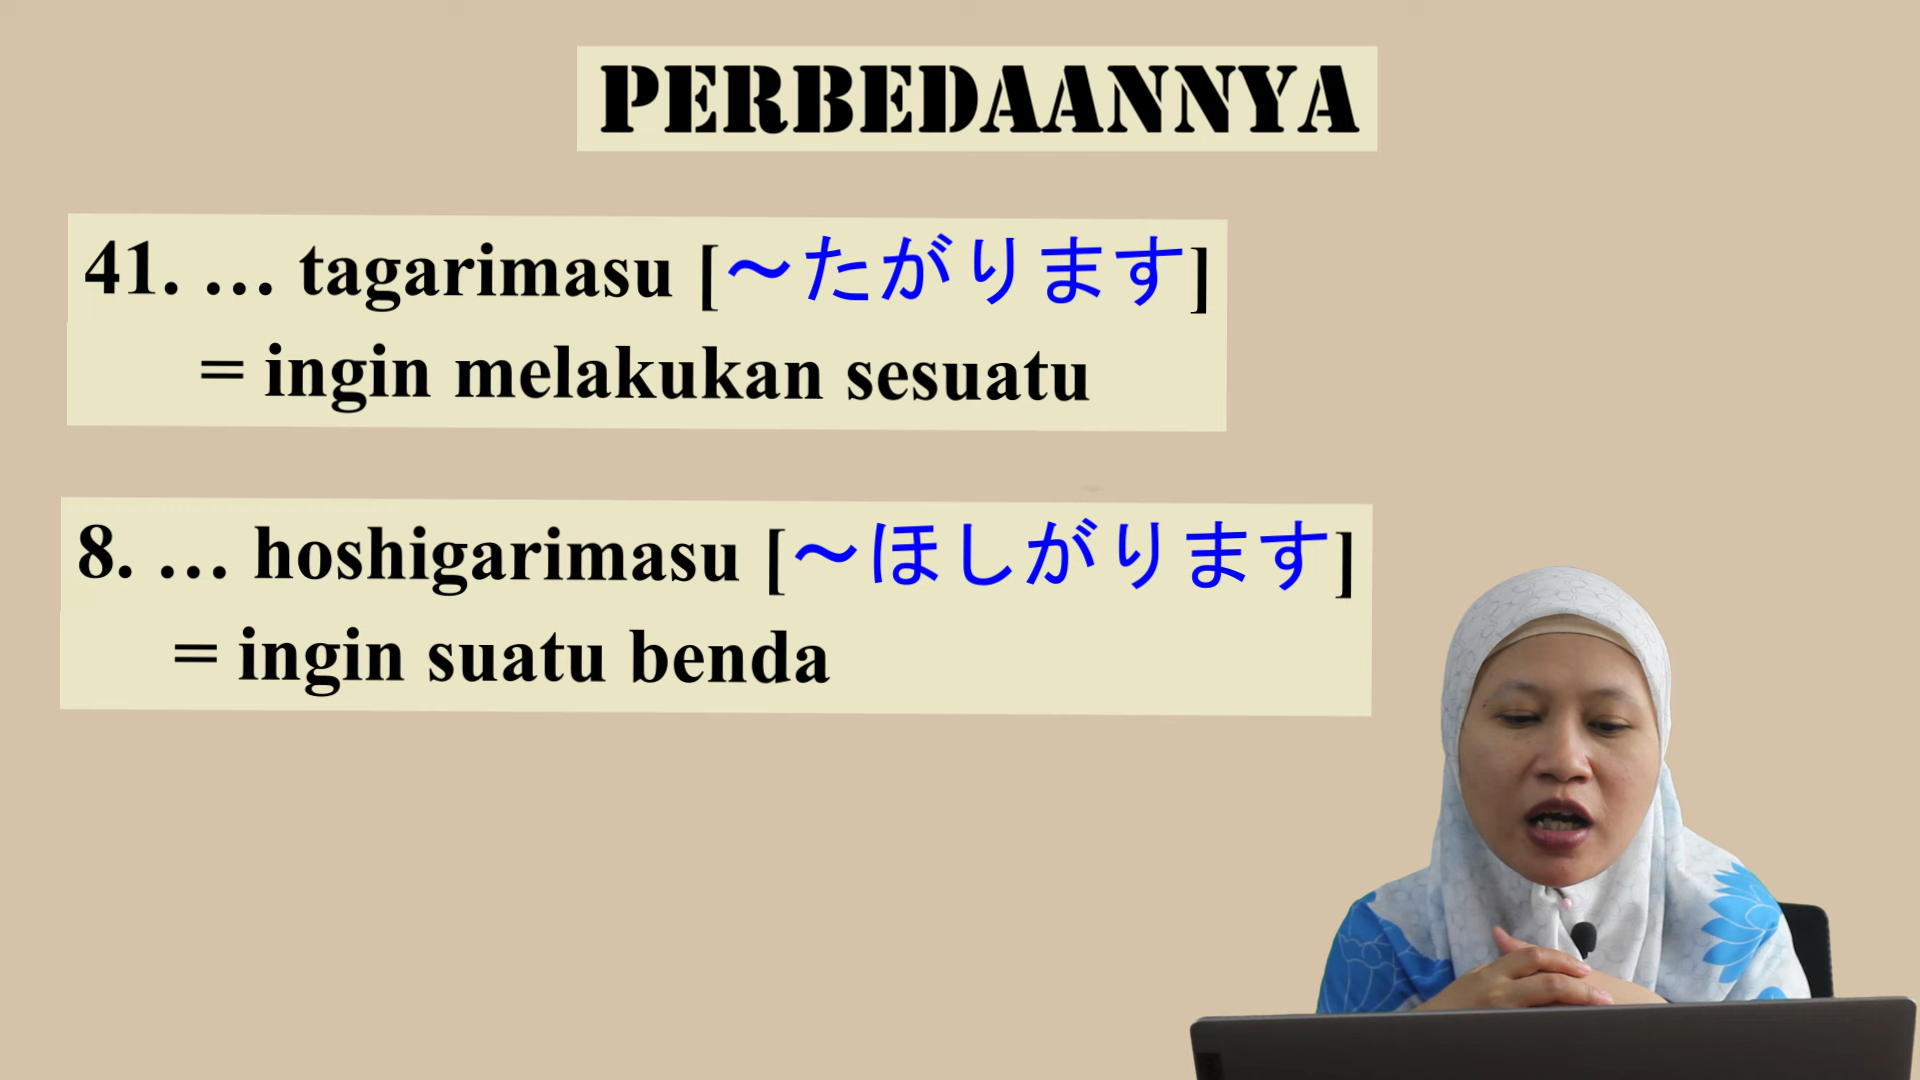 PERBEDAANNYA
41. … tagarimasu [～たがります]
= ingin melakukan sesuatu
8. … hoshigarimasu [～ほしがります]
= ingin suatu benda